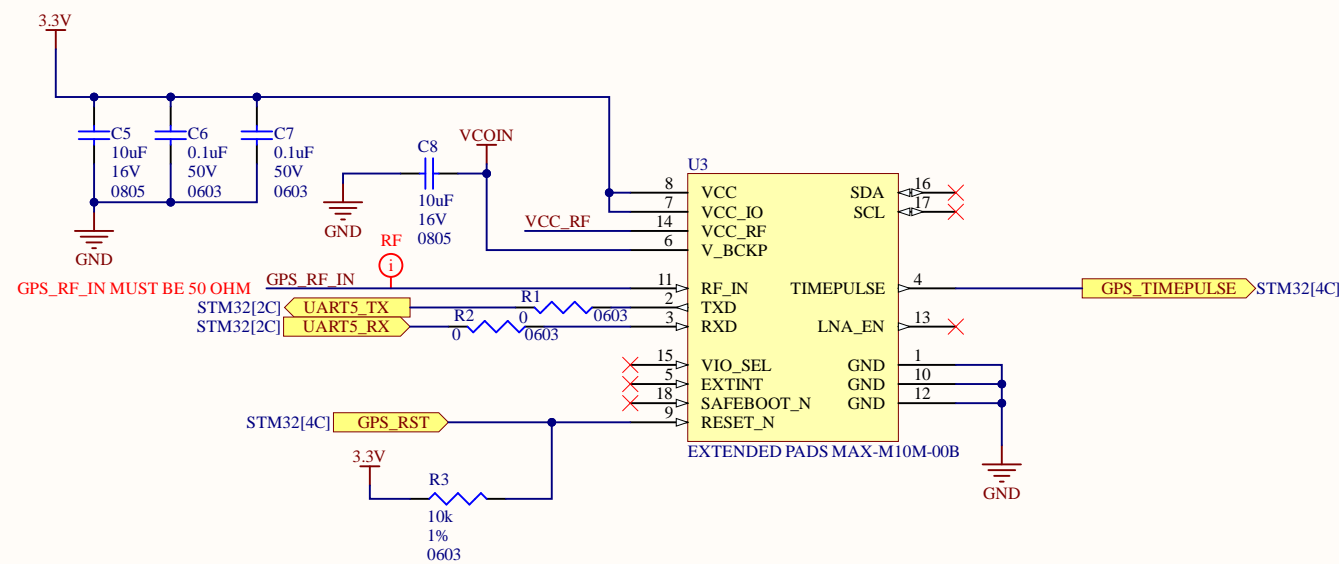 3.3V
C5
10uF
16V
0805
C6
0.1uF
50V
0603
C7
0.1uF
50V
0603
GND
VCOIN
C8
10uF
16V
0805
GND
VCC_RF
RF
i
GPS_RF_IN MUST BE 50 OHM
GPS_RF_IN
STM32[2C] UART5_TX
R1
0
0603
STM32[2C] UART5_RX
R2
0
0603
STM32[4C] GPS_RST
3.3V
R3
10k
1%
0603
U3
8 VCC
7 VCC_IO
14 VCC_RF
6 V_BCKP
11 RF_IN
2 TXD
3 RXD
15 VIO_SEL
5 EXTINT
18 SAFEBOOT_N
9 RESET_N
SDA 16
SCL 17
TIMEPULSE 4
LNA_EN 13
GND 1
GND 10
GND 12
EXTENDED PADS MAX-M10M-00B
GPS_TIMEPULSE STM32[4C]
GND